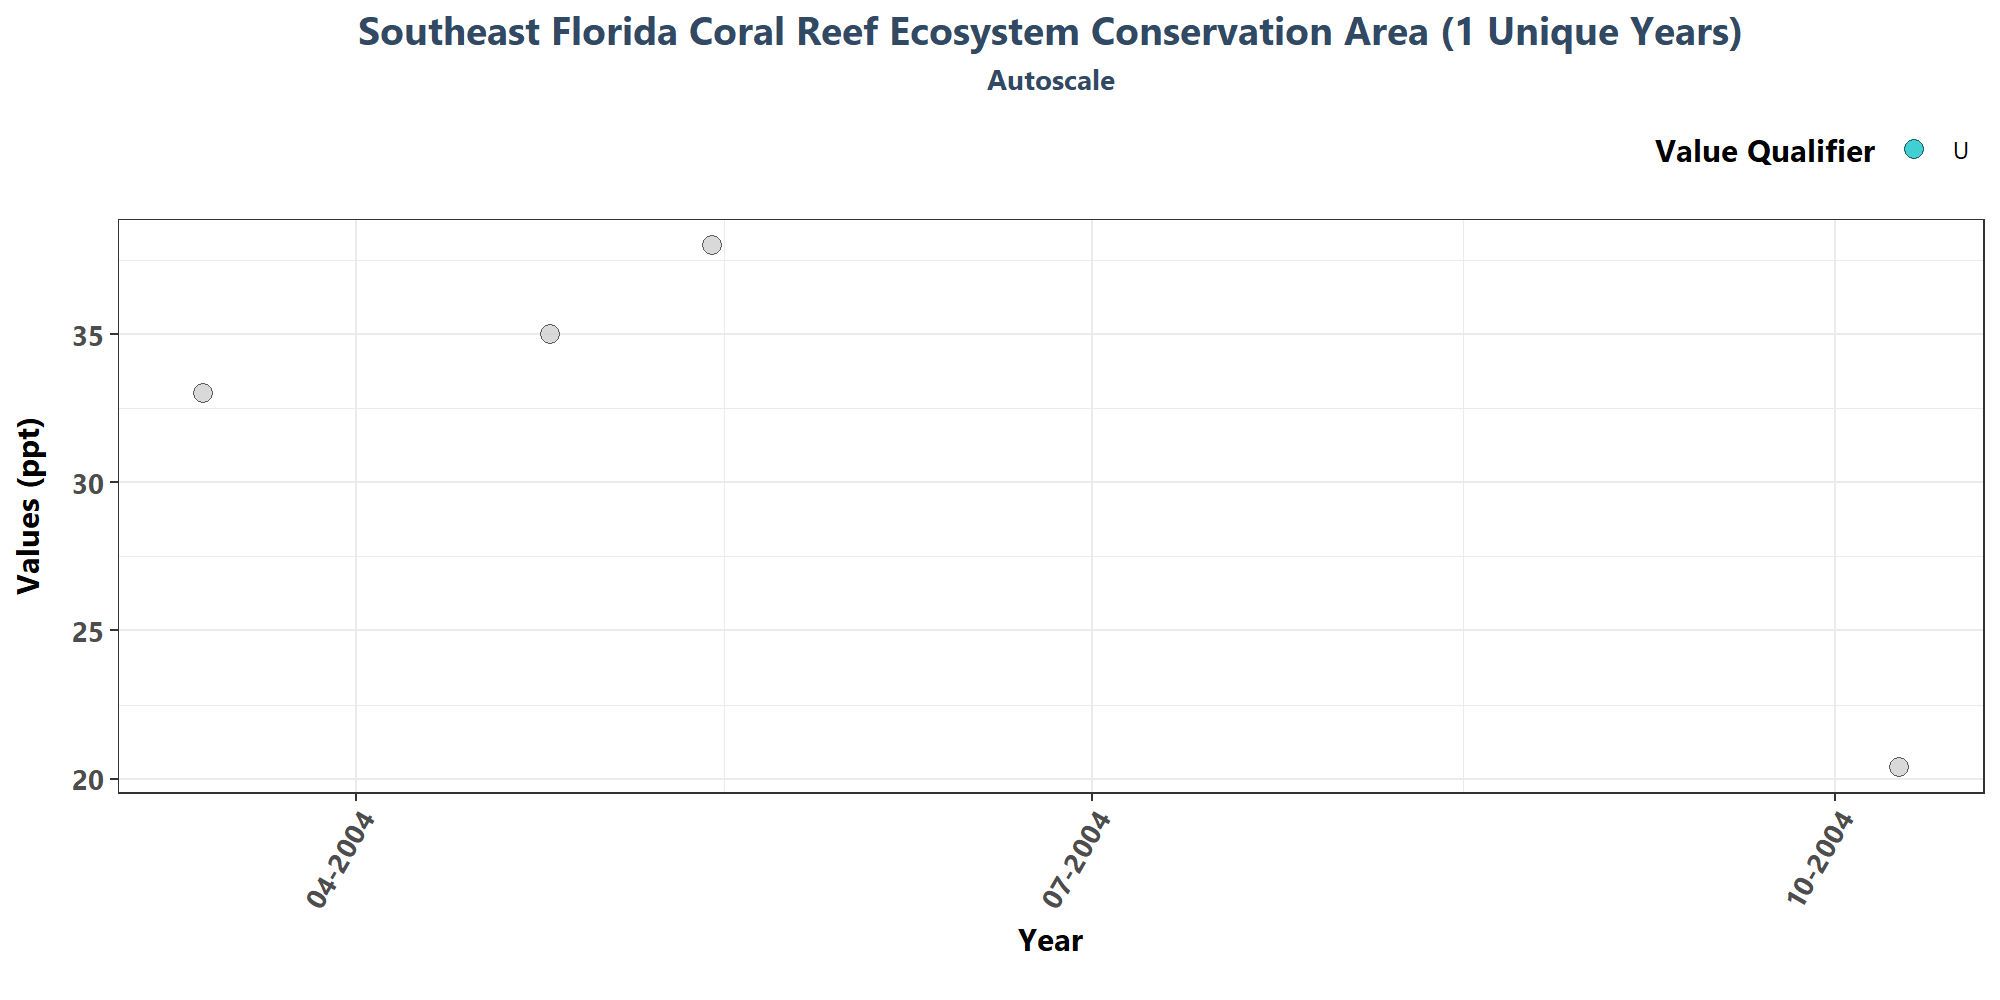 Southeast Florida Coral Reef Ecosystem Conservation Area (1 Unique Years)
Autoscale
Value Qualifier U
Values (ppt)
35
30
25
20
04-2004 07-2004 10-2004
Year